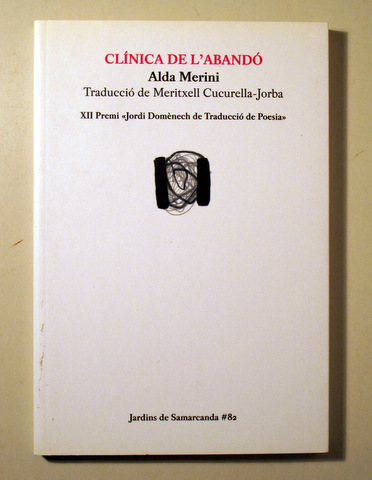 CLÍNICA DE L'ABANDÓ
Alda Merini
Traducció de Meritxell Cucurella-Jorba
XII Premi «Jordi Domènech de Traducció de Poesia»
Jardins de Samarcanda #82